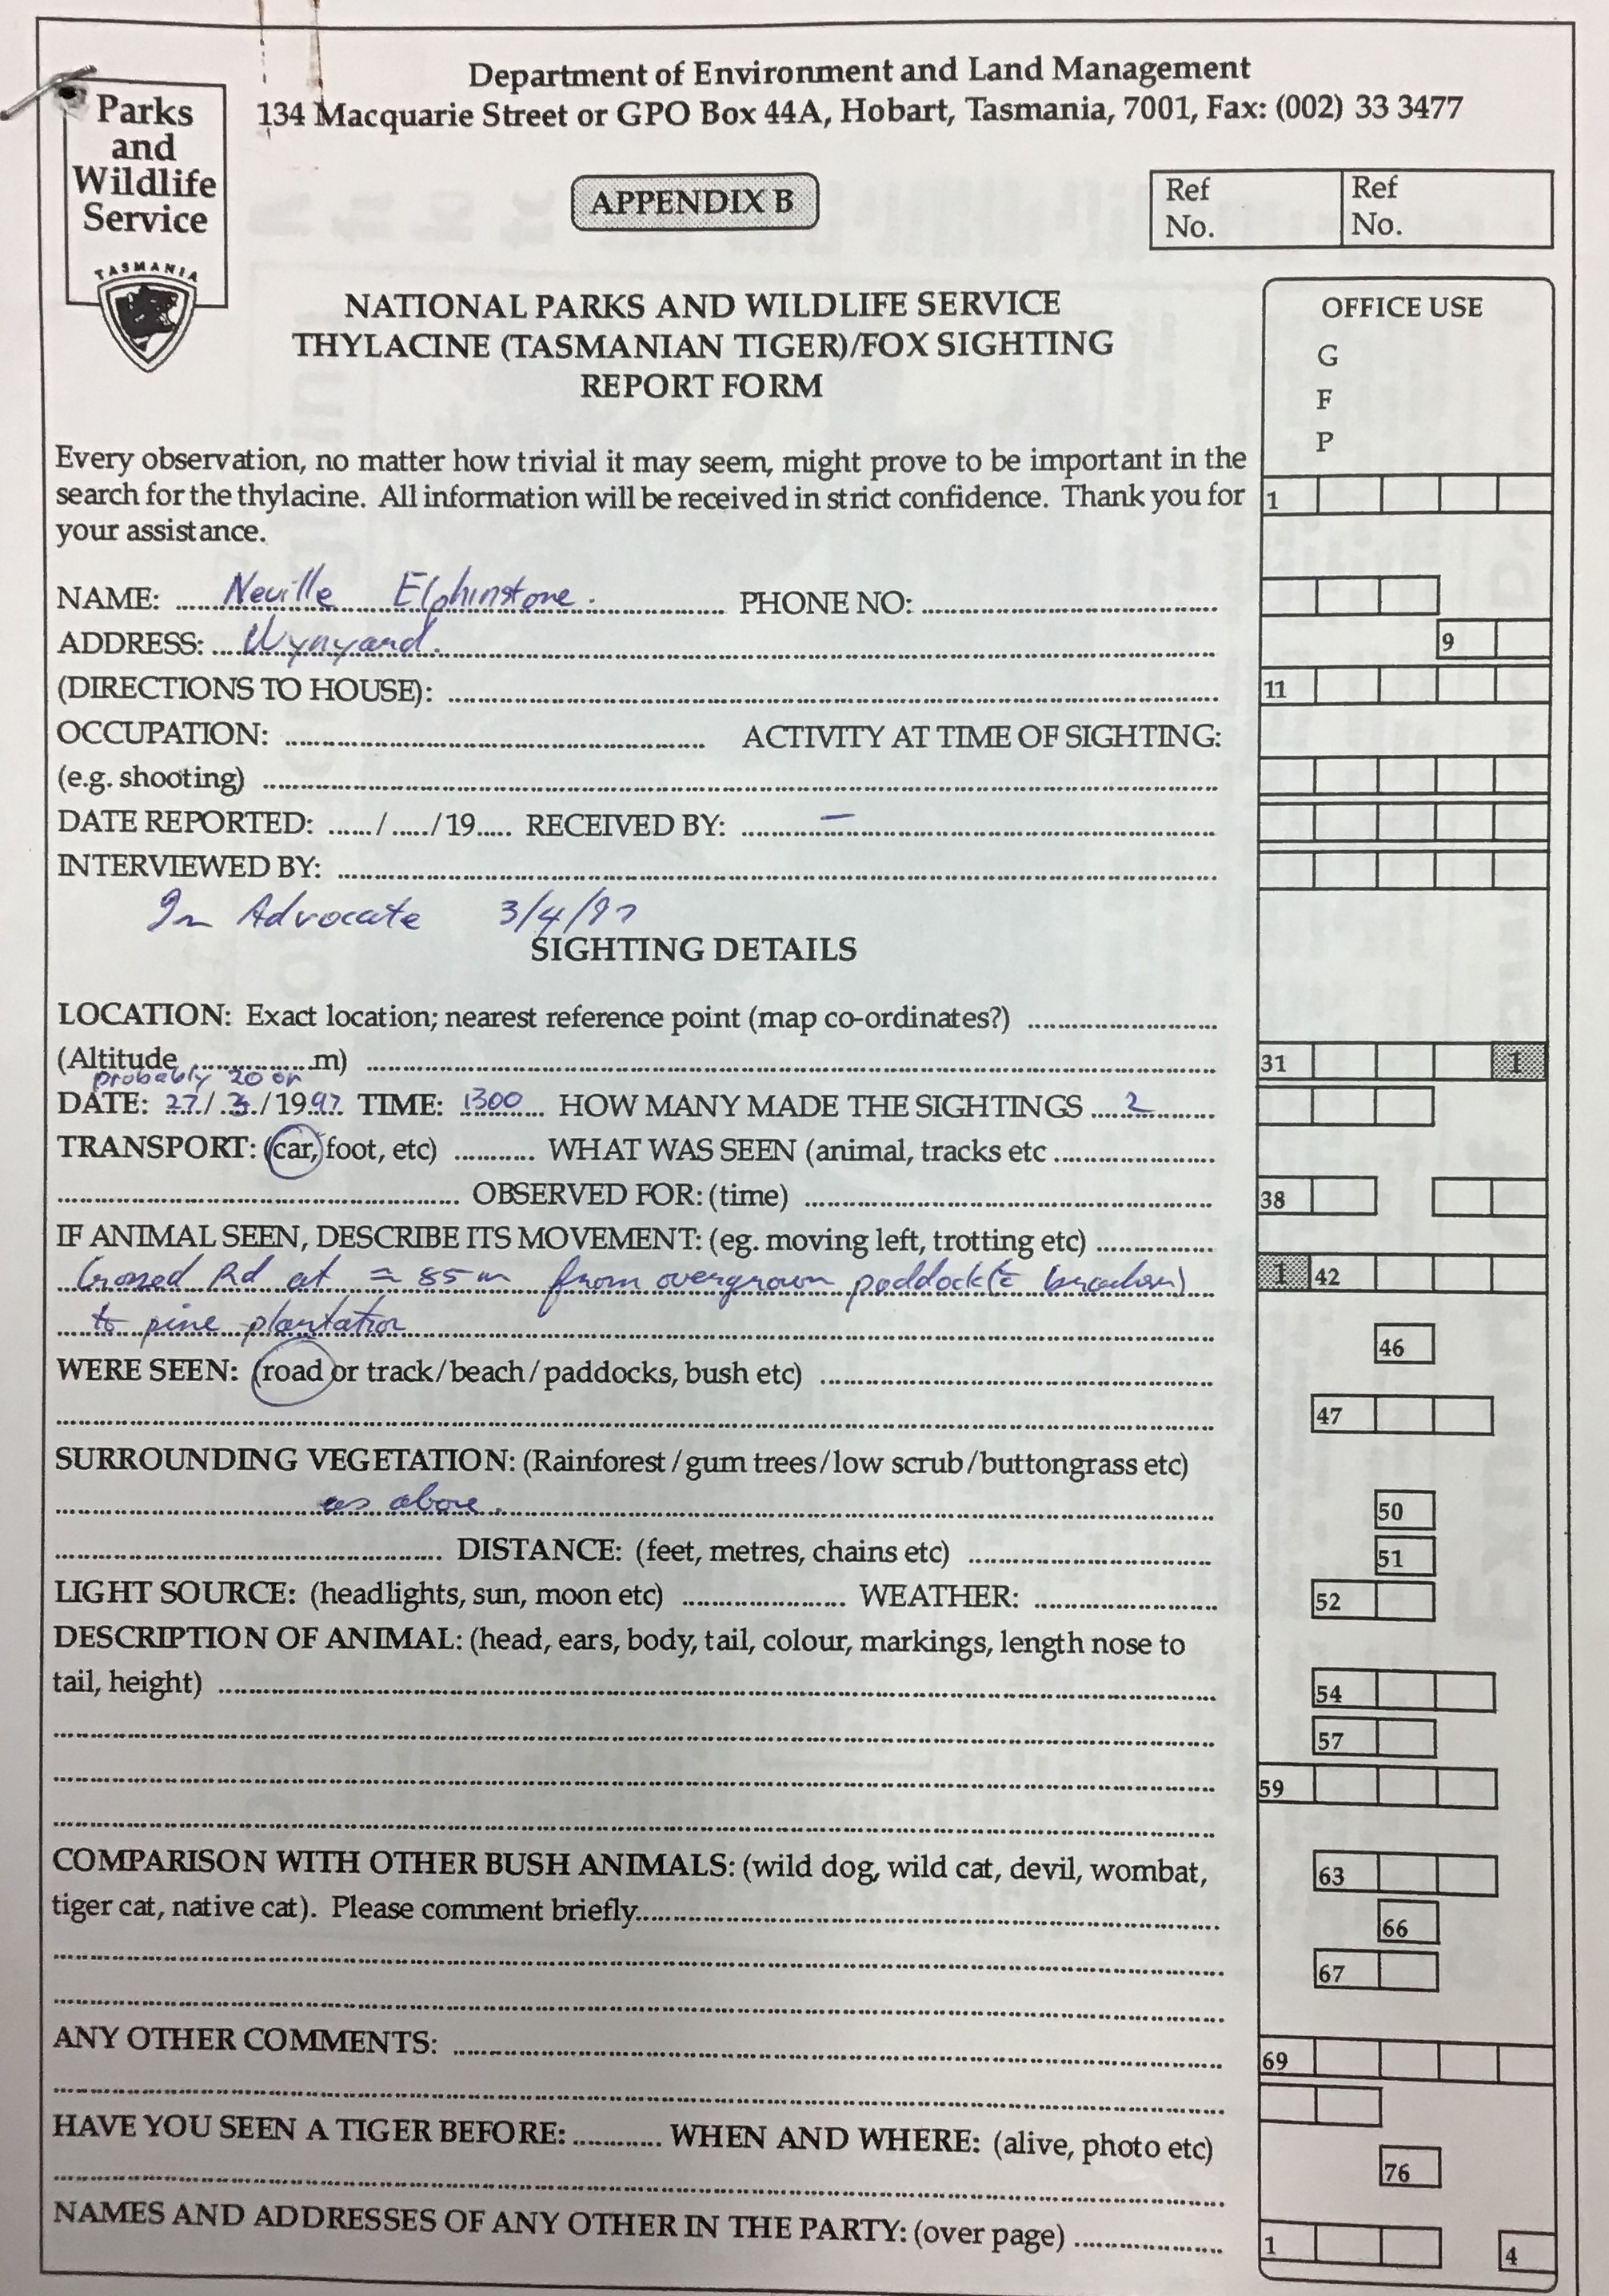 Department of Environment and Land Management
134 Macquarie Street or GPO Box 44A, Hobart, Tasmania, 7001, Fax: (002) 33 3477
Parks
and
Wildlife
Service
TASMANIA
APPENDIX B
Ref No.
Ref No.
NATIONAL PARKS AND WILDLIFE SERVICE
THYLACINE (TASMANIAN TIGER)/FOX SIGHTING
REPORT FORM
OFFICE USE
G
F
P
Every observation, no matter how trivial it may seem, might prove to be important in the
search for the thylacine. All information will be received in strict confidence. Thank you for
your assistance.
1
NAME: Neville Elphinstone. PHONE NO:
ADDRESS: Wynyard.
9
(DIRECTIONS TO HOUSE):
11
OCCUPATION: ACTIVITY AT TIME OF SIGHTING:
(e.g. shooting)
DATE REPORTED: ...../...../19..... RECEIVED BY: —
INTERVIEWED BY:
In Advocate 3/4/97
SIGHTING DETAILS
LOCATION: Exact location; nearest reference point (map co-ordinates?)
(Altitude ............m)
31 1
probably 20 or
DATE: 27/3/1997 TIME: 1300 HOW MANY MADE THE SIGHTINGS 2
TRANSPORT: (car, foot, etc) WHAT WAS SEEN (animal, tracks etc
OBSERVED FOR: (time)
38
IF ANIMAL SEEN, DESCRIBE ITS MOVEMENT: (eg. moving left, trotting etc)
Crossed Rd at ≈ 85m from overgrown paddock
1 42
to pine plantation
46
WERE SEEN: (road or track/beach/paddocks, bush etc)
47
SURROUNDING VEGETATION: (Rainforest/gum trees/low scrub/buttongrass etc)
as above.
50
DISTANCE: (feet, metres, chains etc)
51
LIGHT SOURCE: (headlights, sun, moon etc) WEATHER:
52
DESCRIPTION OF ANIMAL: (head, ears, body, tail, colour, markings, length nose to
tail, height)
54
57
59
COMPARISON WITH OTHER BUSH ANIMALS: (wild dog, wild cat, devil, wombat,
63
tiger cat, native cat). Please comment briefly
66
67
ANY OTHER COMMENTS:
69
HAVE YOU SEEN A TIGER BEFORE: WHEN AND WHERE: (alive, photo etc)
76
NAMES AND ADDRESSES OF ANY OTHER IN THE PARTY: (over page)
1 4